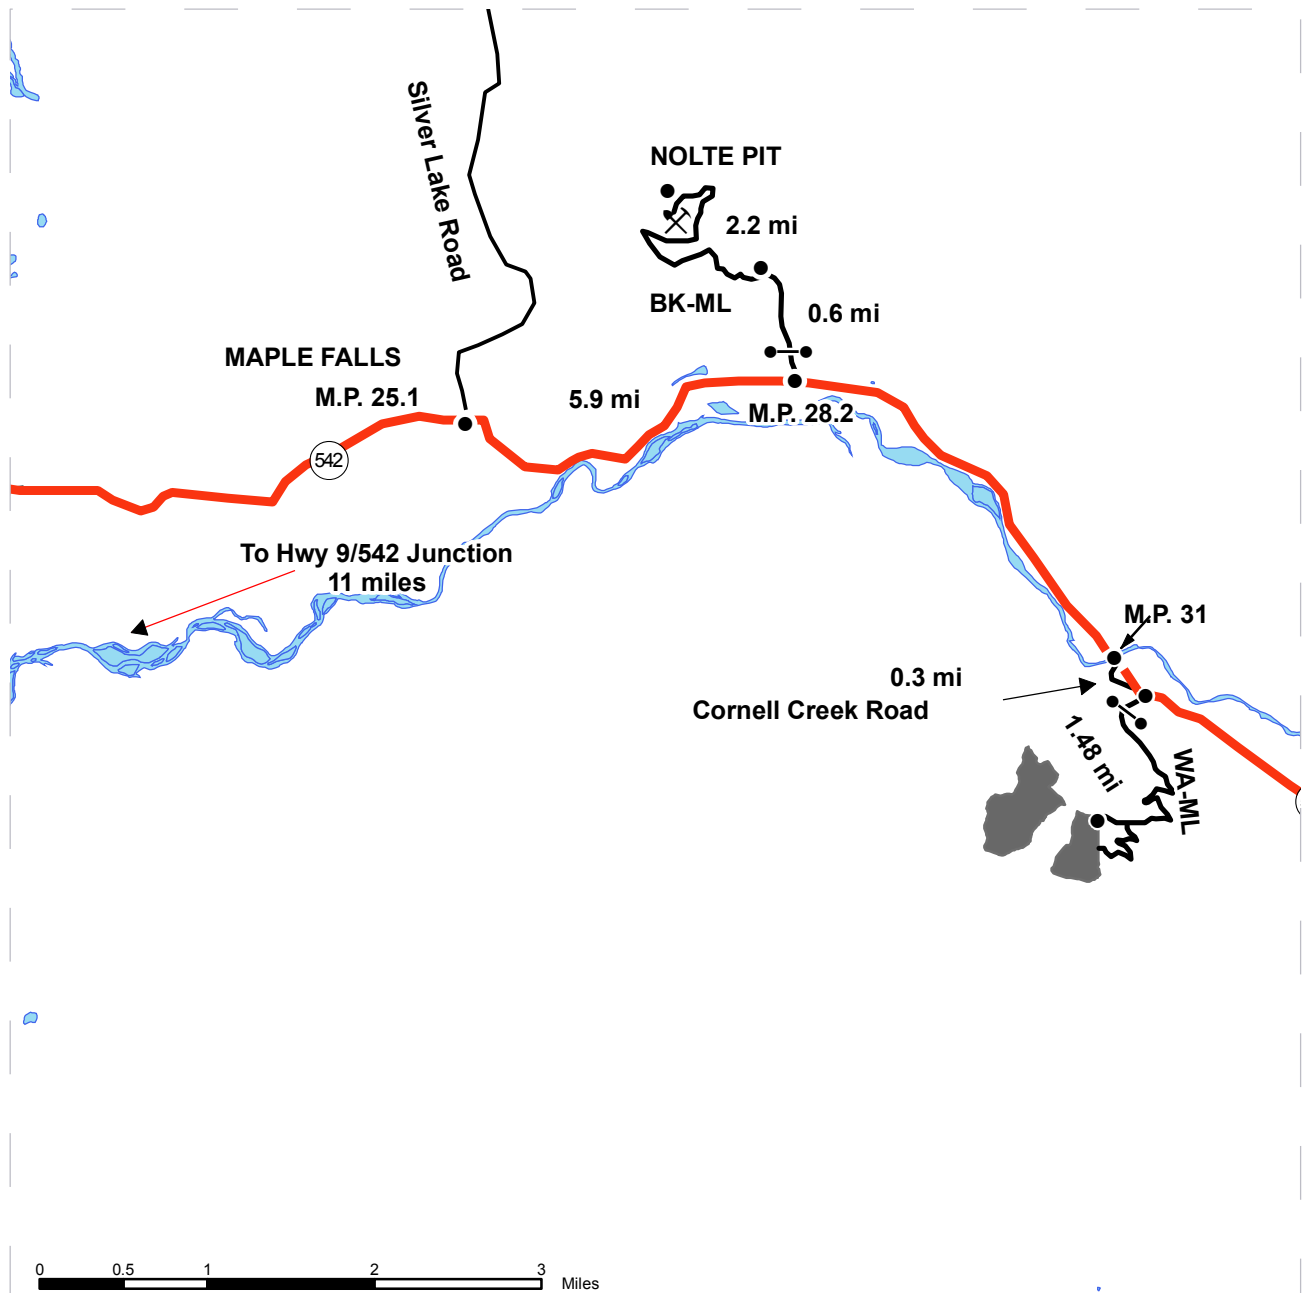 Silver Lake Road
NOLTE PIT
2.2 mi
BK-ML
0.6 mi
MAPLE FALLS
M.P. 25.1
5.9 mi
M.P. 28.2
542
To Hwy 9/542 Junction
11 miles
M.P. 31
0.3 mi
Cornell Creek Road
1.48 mi
WA-ML
0 0.5 1 2 3
Miles